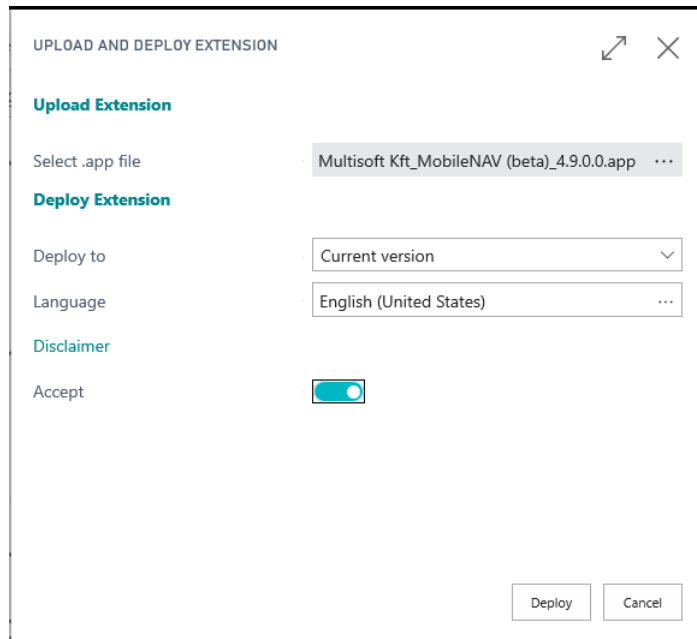 UPLOAD AND DEPLOY EXTENSION
Upload Extension
Select .app file Multisoft Kft_MobileNAV (beta)_4.9.0.0.app ...
Deploy Extension
Deploy to Current version
Language English (United States) ...
Disclaimer
Accept
Deploy Cancel